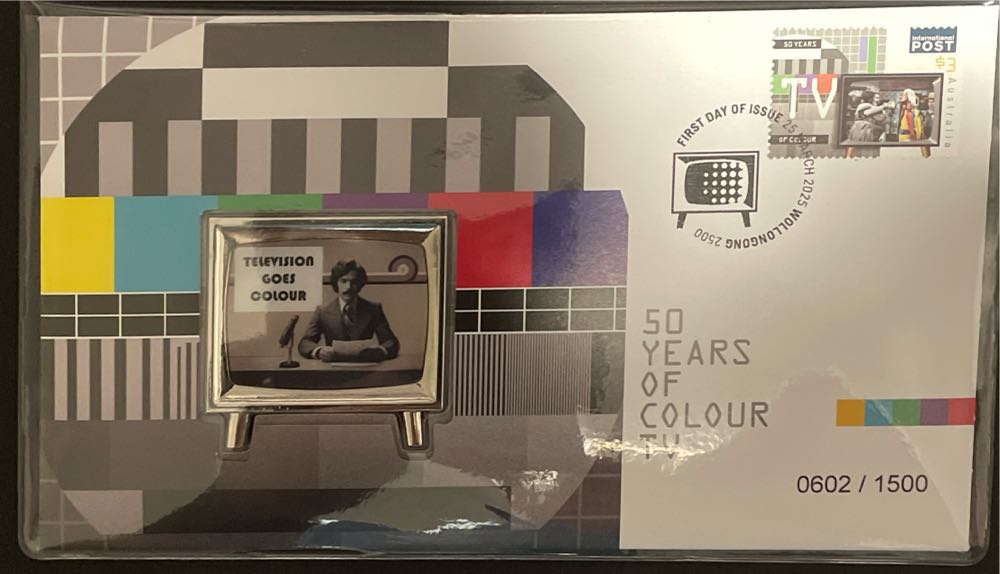 50 YEARS
International
POST
$3
Australia
TV
OF COLOUR
FIRST DAY OF ISSUE 25 MARCH 2025 WOLLONGONG 2500
TELEVISION
GOES
COLOUR
50
YEARS
OF
COLOUR
TV
0602 / 1500